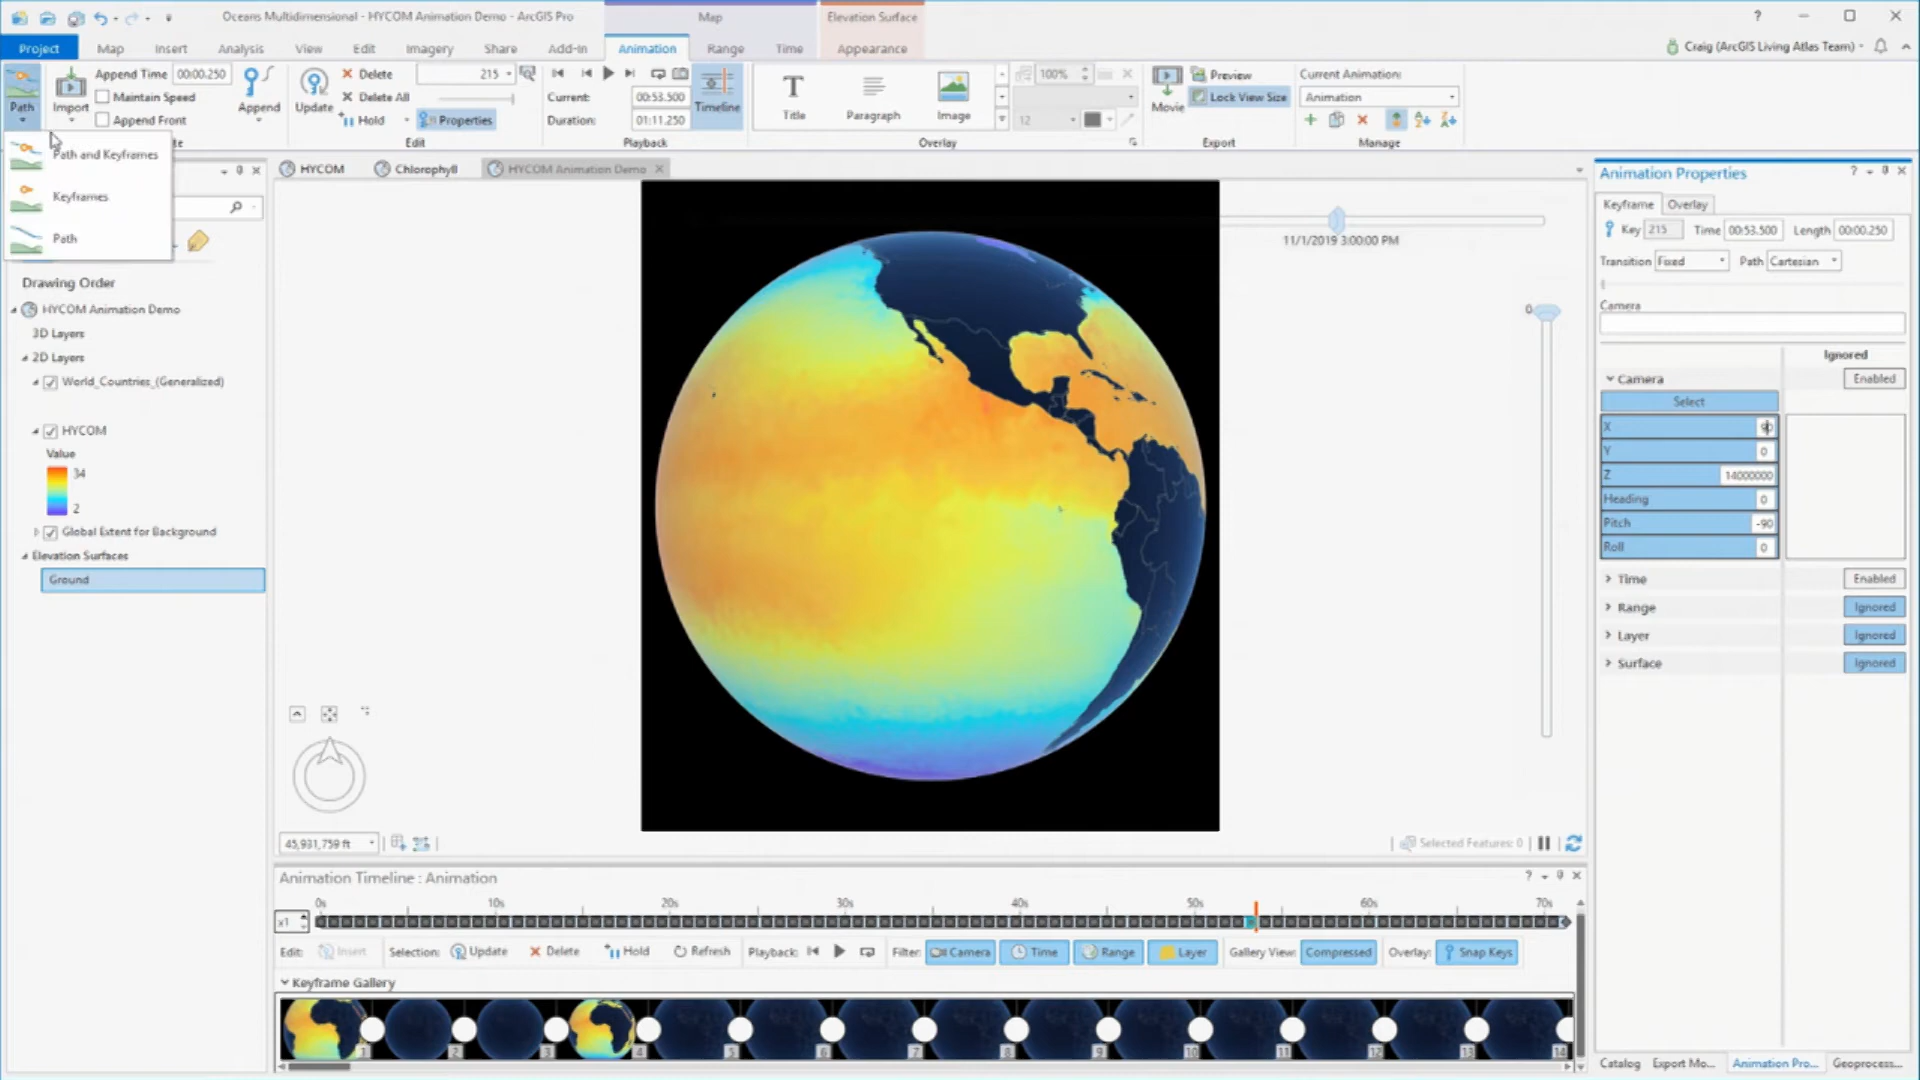 Oceans Multidimensional - HYCOM Animation Demo - ArcGIS Pro
Map
Elevation Surface
?
Project
Map
Insert
Analysis
View
Edit
Imagery
Share
Add-In
Animation
Range
Time
Appearance
Craig (ArcGIS Living Atlas Team)
Path
Import
Append Time 00:00.250
Maintain Speed
Append Front
Append
Update
Delete
Delete All
Hold
215
Properties
Edit
Current: 00:53.500
Duration: 01:11.250
Playback
Timeline
Title
Paragraph
Image
Overlay
100%
12
Movie
Preview
Lock View Size
Export
Current Animation:
Animation
Manage
Path and Keyframes
Keyframes
Path
HYCOM
Chlorophyll
HYCOM Animation Demo
Drawing Order
HYCOM Animation Demo
3D Layers
2D Layers
World_Countries_(Generalized)
HYCOM
Value
34
2
Global Extent for Background
Elevation Surfaces
Ground
11/1/2019 3:00:00 PM
0
45,931,759 ft
Selected Features: 0
Animation Properties
?
Keyframe
Overlay
Key 215 Time 00:53.500 Length 00:00.250
Transition Fixed Path Cartesian
Camera
Ignored
Camera Enabled
Select
X
Y 0
Z 14000000
Heading 0
Pitch -90
Roll 0
Time Enabled
Range Ignored
Layer Ignored
Surface Ignored
Animation Timeline : Animation
?
0s 10s 20s 30s 40s 50s 60s 70s
x1
Edit: Insert Selection: Update Delete Hold Refresh Playback: Filter: Camera Time Range Layer Gallery View: Compressed Overlay: Snap Keys
Keyframe Gallery
1 2 3 4 5 6 7 8 9 10 11 12 13 14
Catalog Export Mo... Animation Pro... Geoprocess...